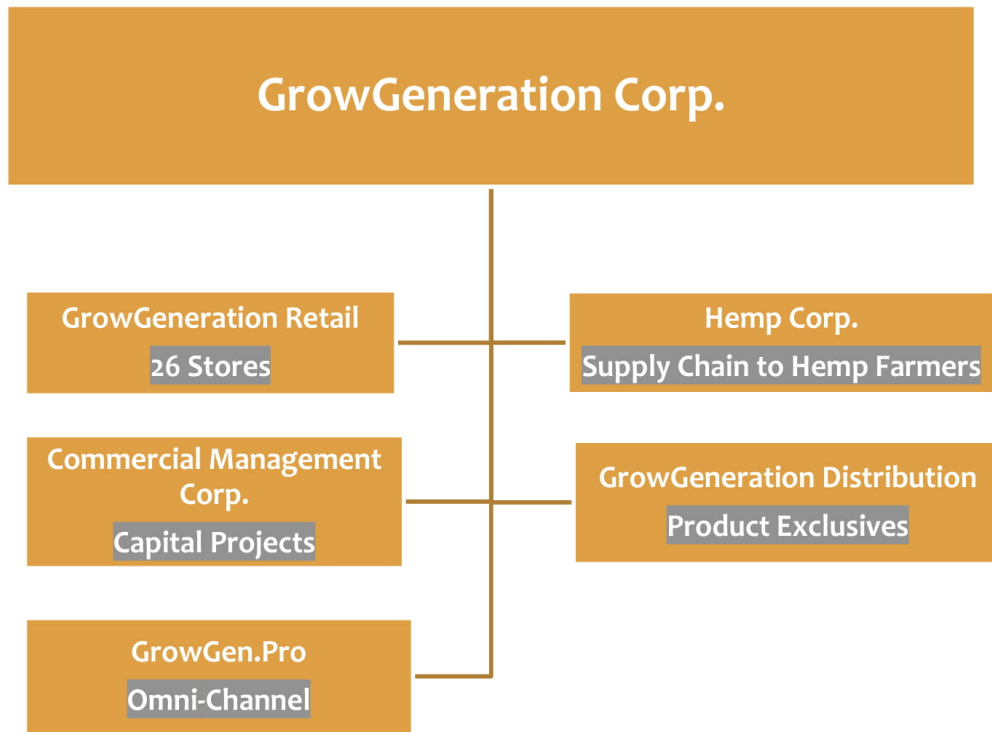 GrowGeneration Corp.
GrowGeneration Retail
26 Stores
Hemp Corp.
Supply Chain to Hemp Farmers
Commercial Management
Corp.
Capital Projects
GrowGeneration Distribution
Product Exclusives
GrowGen.Pro
Omni-Channel